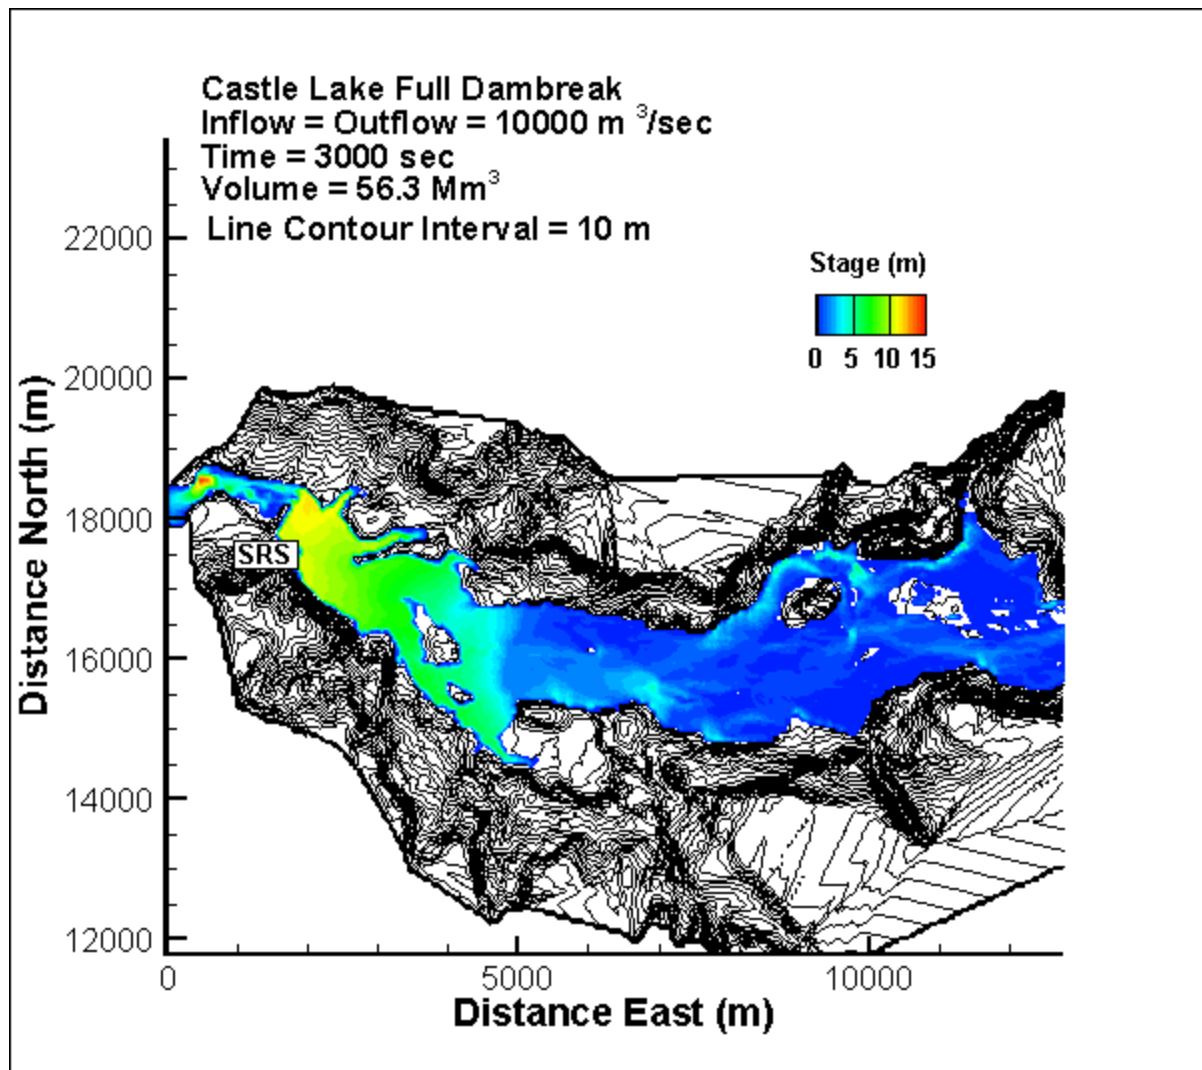 Castle Lake Full Dambreak
Inflow = Outflow = 10000 m ³/sec
Time = 3000 sec
Volume = 56.3 Mm³
Line Contour Interval = 10 m
Stage (m)
0 5 10 15
Distance North (m)
22000
20000
18000
16000
14000
12000
SRS
0 5000 10000
Distance East (m)